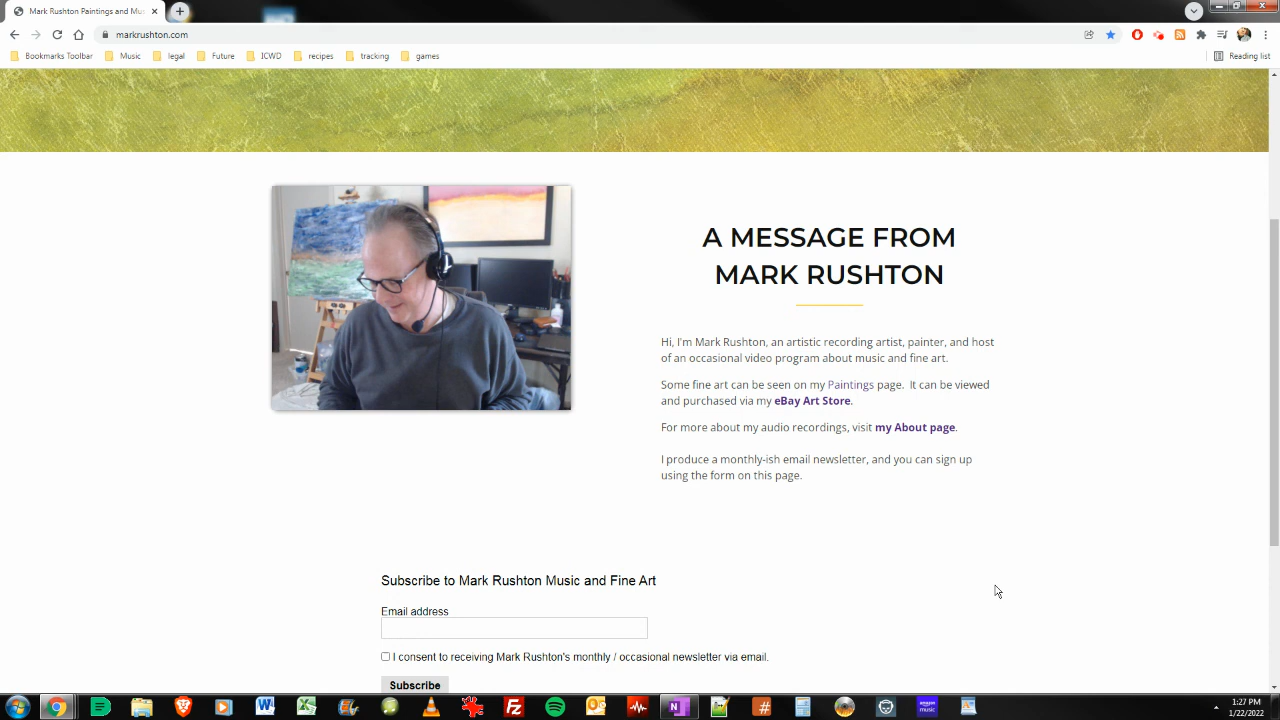 Mark Rushton Paintings and Mus
markrushton.com
Bookmarks Toolbar
Music
legal
Future
ICWD
recipes
tracking
games
Reading list
A MESSAGE FROM
MARK RUSHTON
Hi, I'm Mark Rushton, an artistic recording artist, painter, and host
of an occasional video program about music and fine art.
Some fine art can be seen on my Paintings page. It can be viewed
and purchased via my eBay Art Store.
For more about my audio recordings, visit my About page.
I produce a monthly-ish email newsletter, and you can sign up
using the form on this page.
Subscribe to Mark Rushton Music and Fine Art
Email address
I consent to receiving Mark Rushton's monthly / occasional newsletter via email.
Subscribe
amazon
music
1:27 PM
1/22/2022